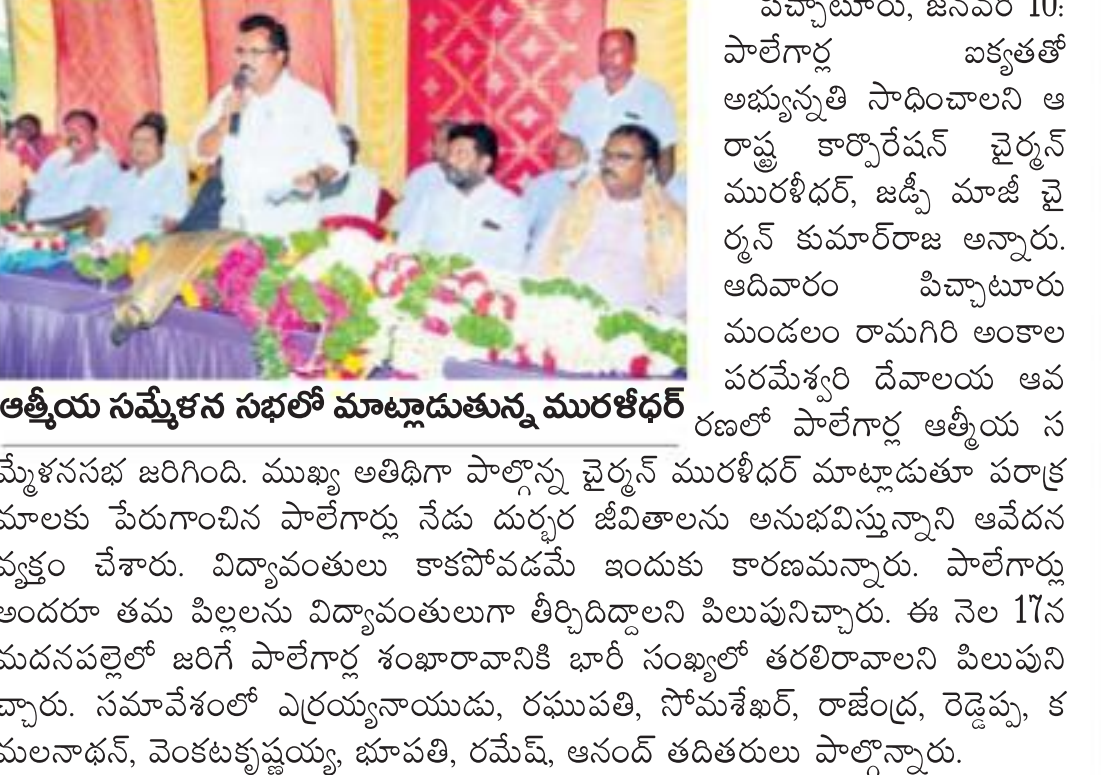 పిచ్చాటూరు, జనవరి 10:
పాలేగార్ల ఐక్యతతో
అభ్యున్నతి సాధించాలని ఆ
రాష్ట్ర కార్పొరేషన్ చైర్మన్
మురళీధర్, జడ్పీ మాజీ చై
ర్మన్ కుమార్‌రాజ అన్నారు.
ఆదివారం పిచ్చాటూరు
మండలం రామగిరి అంకాల
పరమేశ్వరి దేవాలయ ఆవ
ఆత్మీయ సమ్మేళన సభలో మాట్లాడుతున్న మురళీధర్
రణలో పాలేగార్ల ఆత్మీయ స
మ్మేళనసభ జరిగింది. ముఖ్య అతిథిగా పాల్గొన్న చైర్మన్ మురళీధర్ మాట్లాడుతూ పరాక్ర
మాలకు పేరుగాంచిన పాలేగార్లు నేడు దుర్భర జీవితాలను అనుభవిస్తున్నాని ఆవేదన
వ్యక్తం చేశారు. విద్యావంతులు కాకపోవడమే ఇందుకు కారణమన్నారు. పాలేగార్లు
అందరూ తమ పిల్లలను విద్యావంతులుగా తీర్చిదిద్దాలని పిలుపునిచ్చారు. ఈ నెల 17న
మదనపల్లెలో జరిగే పాలేగార్ల శంఖారావానికి భారీ సంఖ్యలో తరలిరావాలని పిలుపుని
చ్చారు. సమావేశంలో ఎర్రయ్యనాయుడు, రఘుపతి, సోమశేఖర్, రాజేంద్ర, రెడ్డెప్ప, క
మలనాథన్, వెంకటకృష్ణయ్య, భూపతి, రమేష్, ఆనంద్ తదితరులు పాల్గొన్నారు.